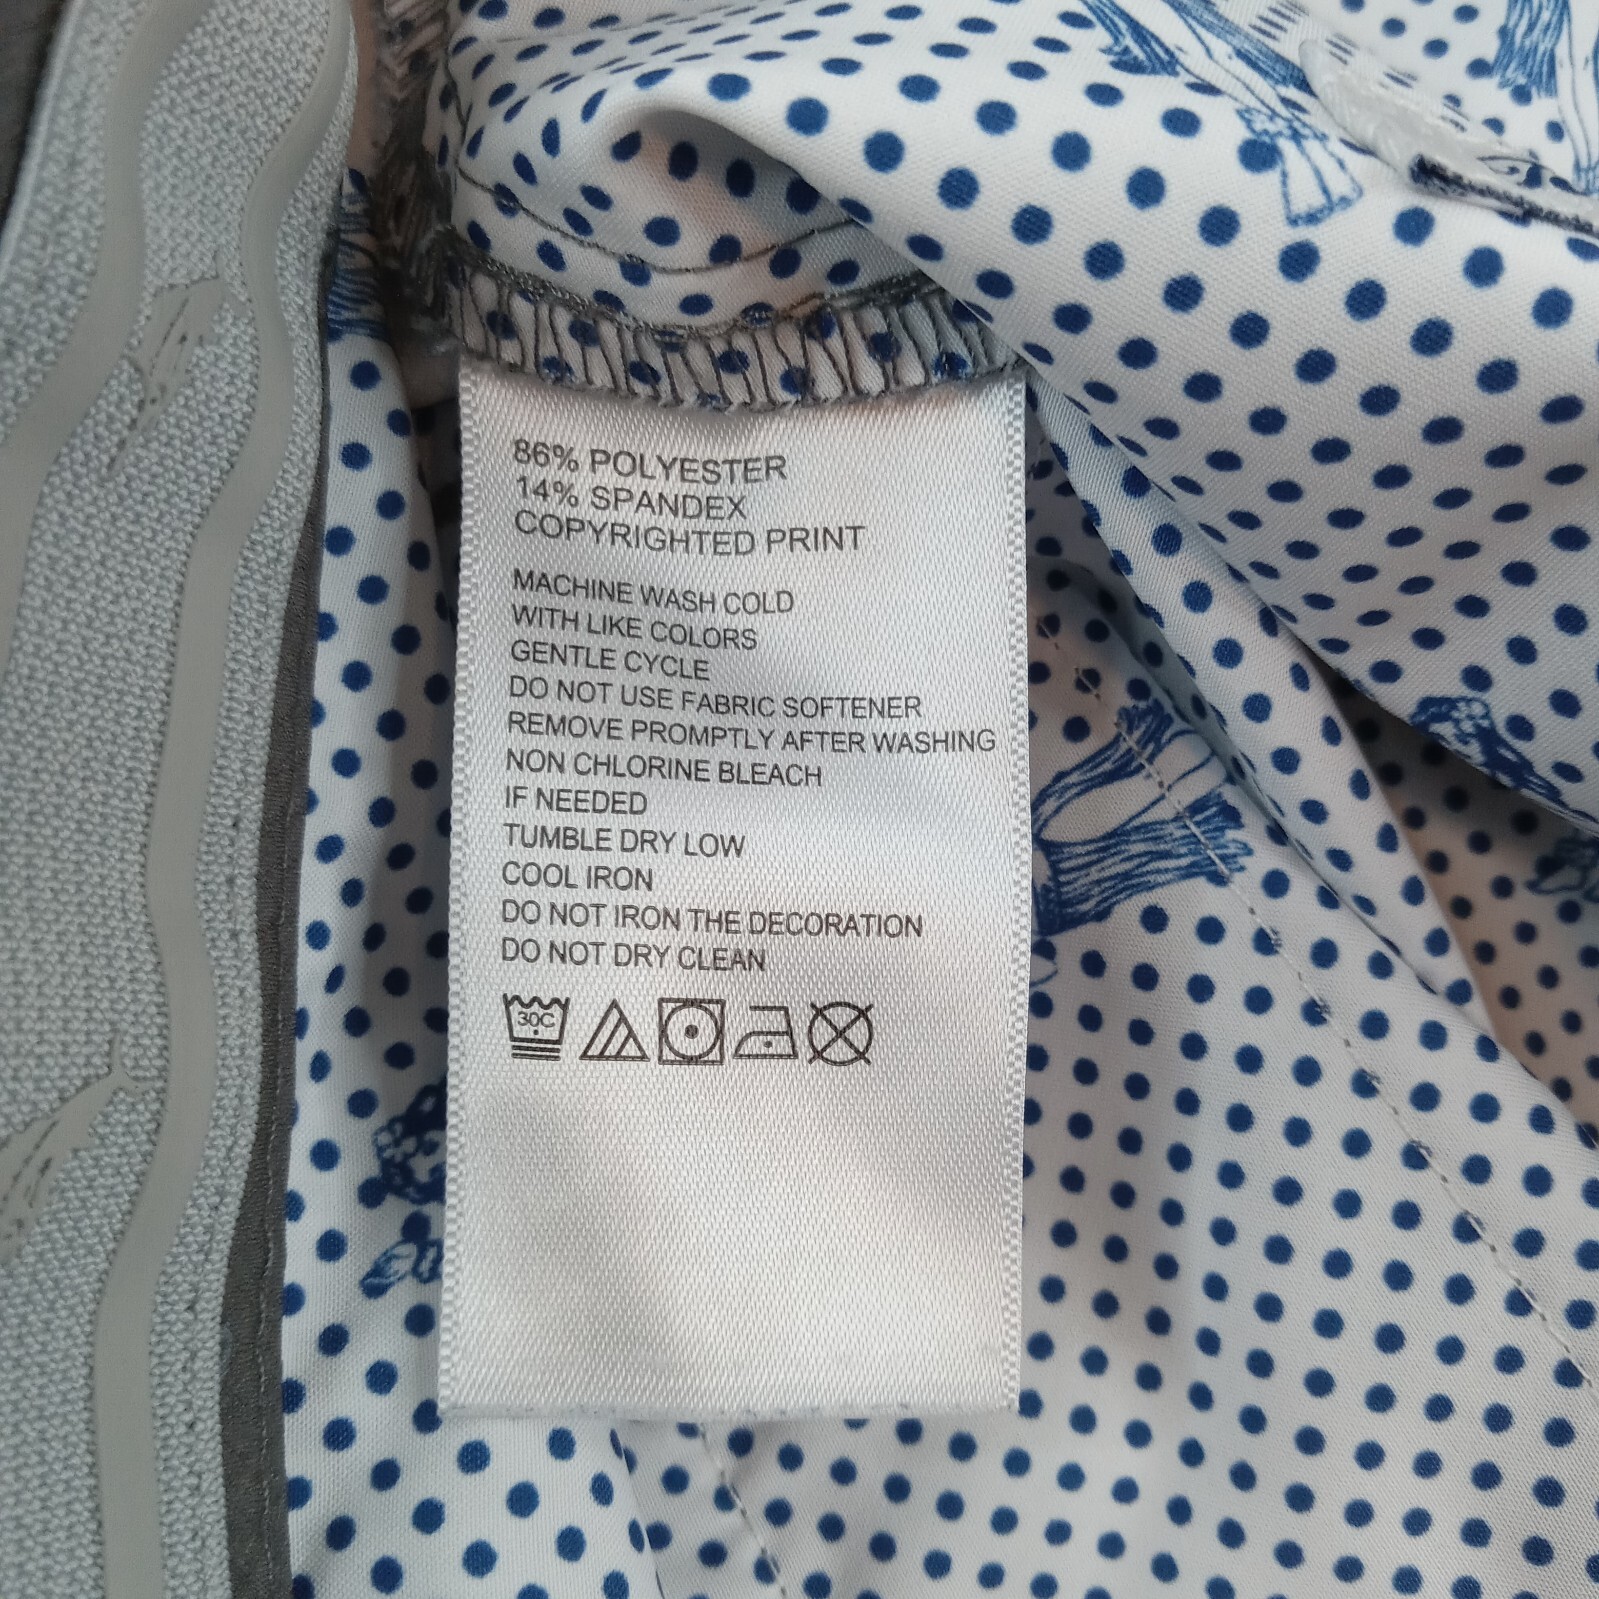 86% POLYESTER
14% SPANDEX
COPYRIGHTED PRINT
MACHINE WASH COLD
WITH LIKE COLORS
GENTLE CYCLE
DO NOT USE FABRIC SOFTENER
REMOVE PROMPTLY AFTER WASHING
NON CHLORINE BLEACH
IF NEEDED
TUMBLE DRY LOW
COOL IRON
DO NOT IRON THE DECORATION
DO NOT DRY CLEAN
30C